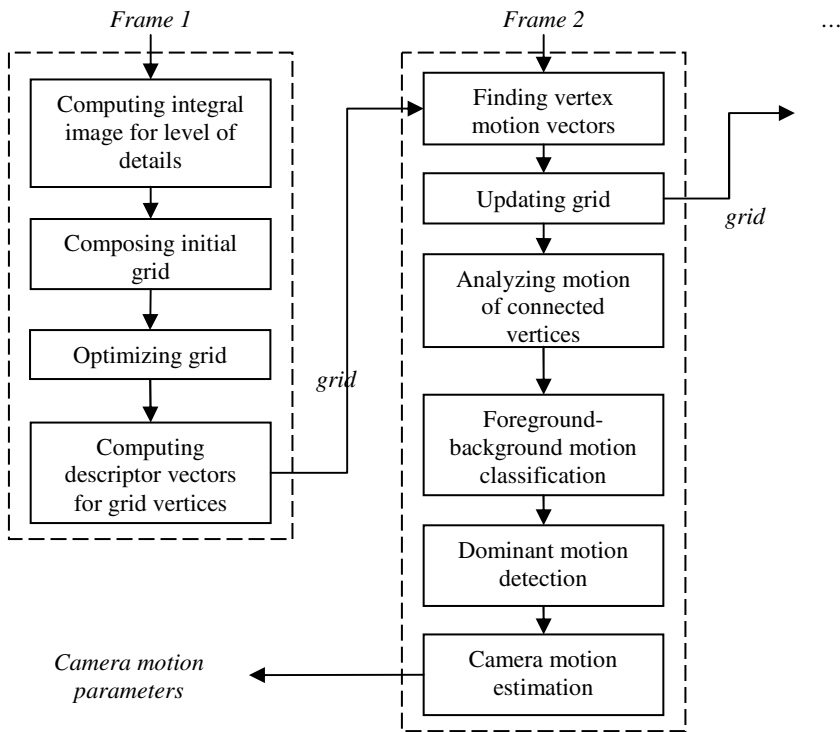 Frame 1
Computing integral
image for level of
details
Composing initial
grid
Optimizing grid
Computing
descriptor vectors
for grid vertices
grid
Frame 2
Finding vertex
motion vectors
Updating grid
Analyzing motion
of connected
vertices
Foreground-
background motion
classification
Dominant motion
detection
Camera motion
estimation
Camera motion
parameters
...
grid